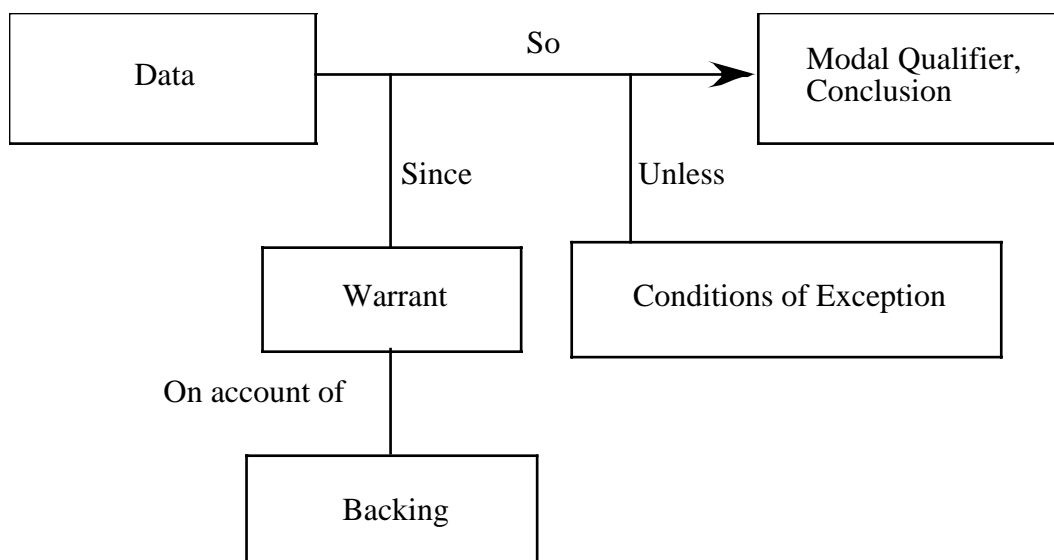 So
Data
Modal Qualifier,
Conclusion
Since
Unless
Warrant
Conditions of Exception
On account of
Backing